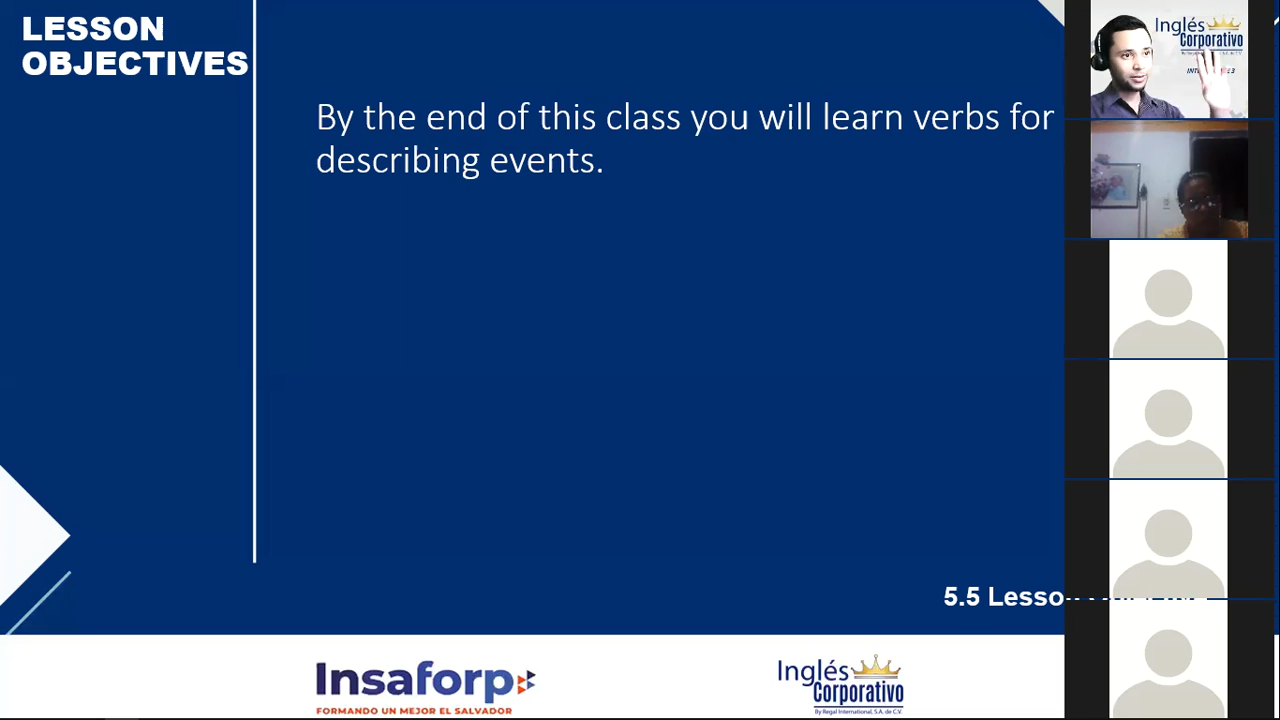 LESSON
OBJECTIVES
By the end of this class you will learn verbs for
describing events.
5.5
Insaforp
FORMANDO UN MEJOR EL SALVADOR
Inglés
Corporativo
By Regal International, S.A. de C.V.
Inglés
Corporativo